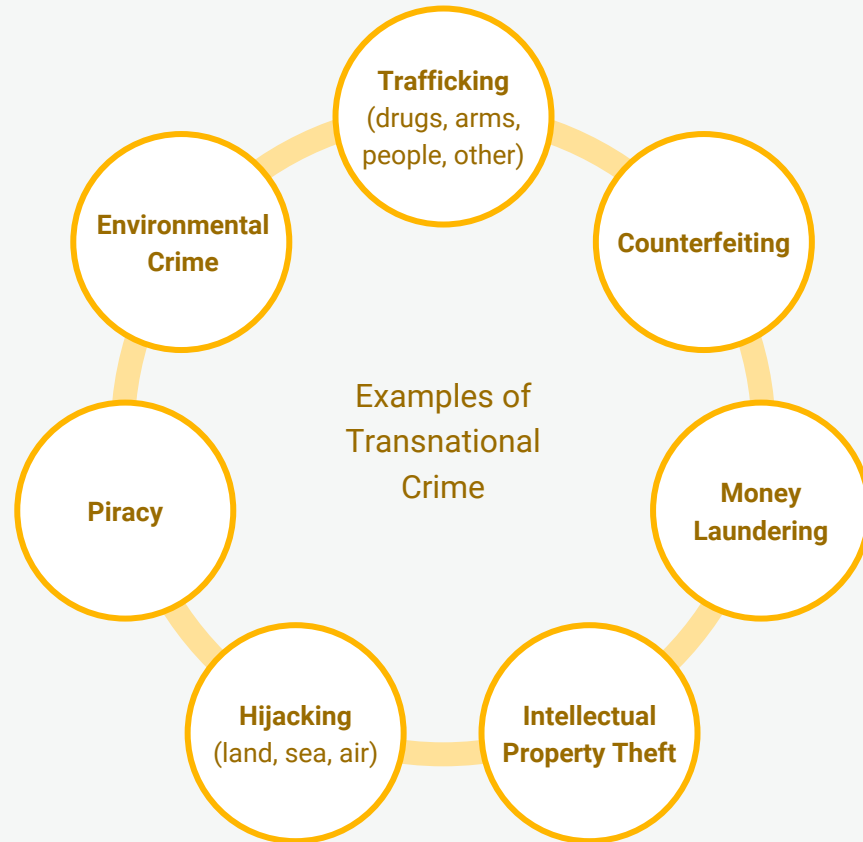 Trafficking
(drugs, arms,
people, other)
Counterfeiting
Money
Laundering
Intellectual
Property Theft
Hijacking
(land, sea, air)
Piracy
Environmental
Crime
Examples of
Transnational
Crime